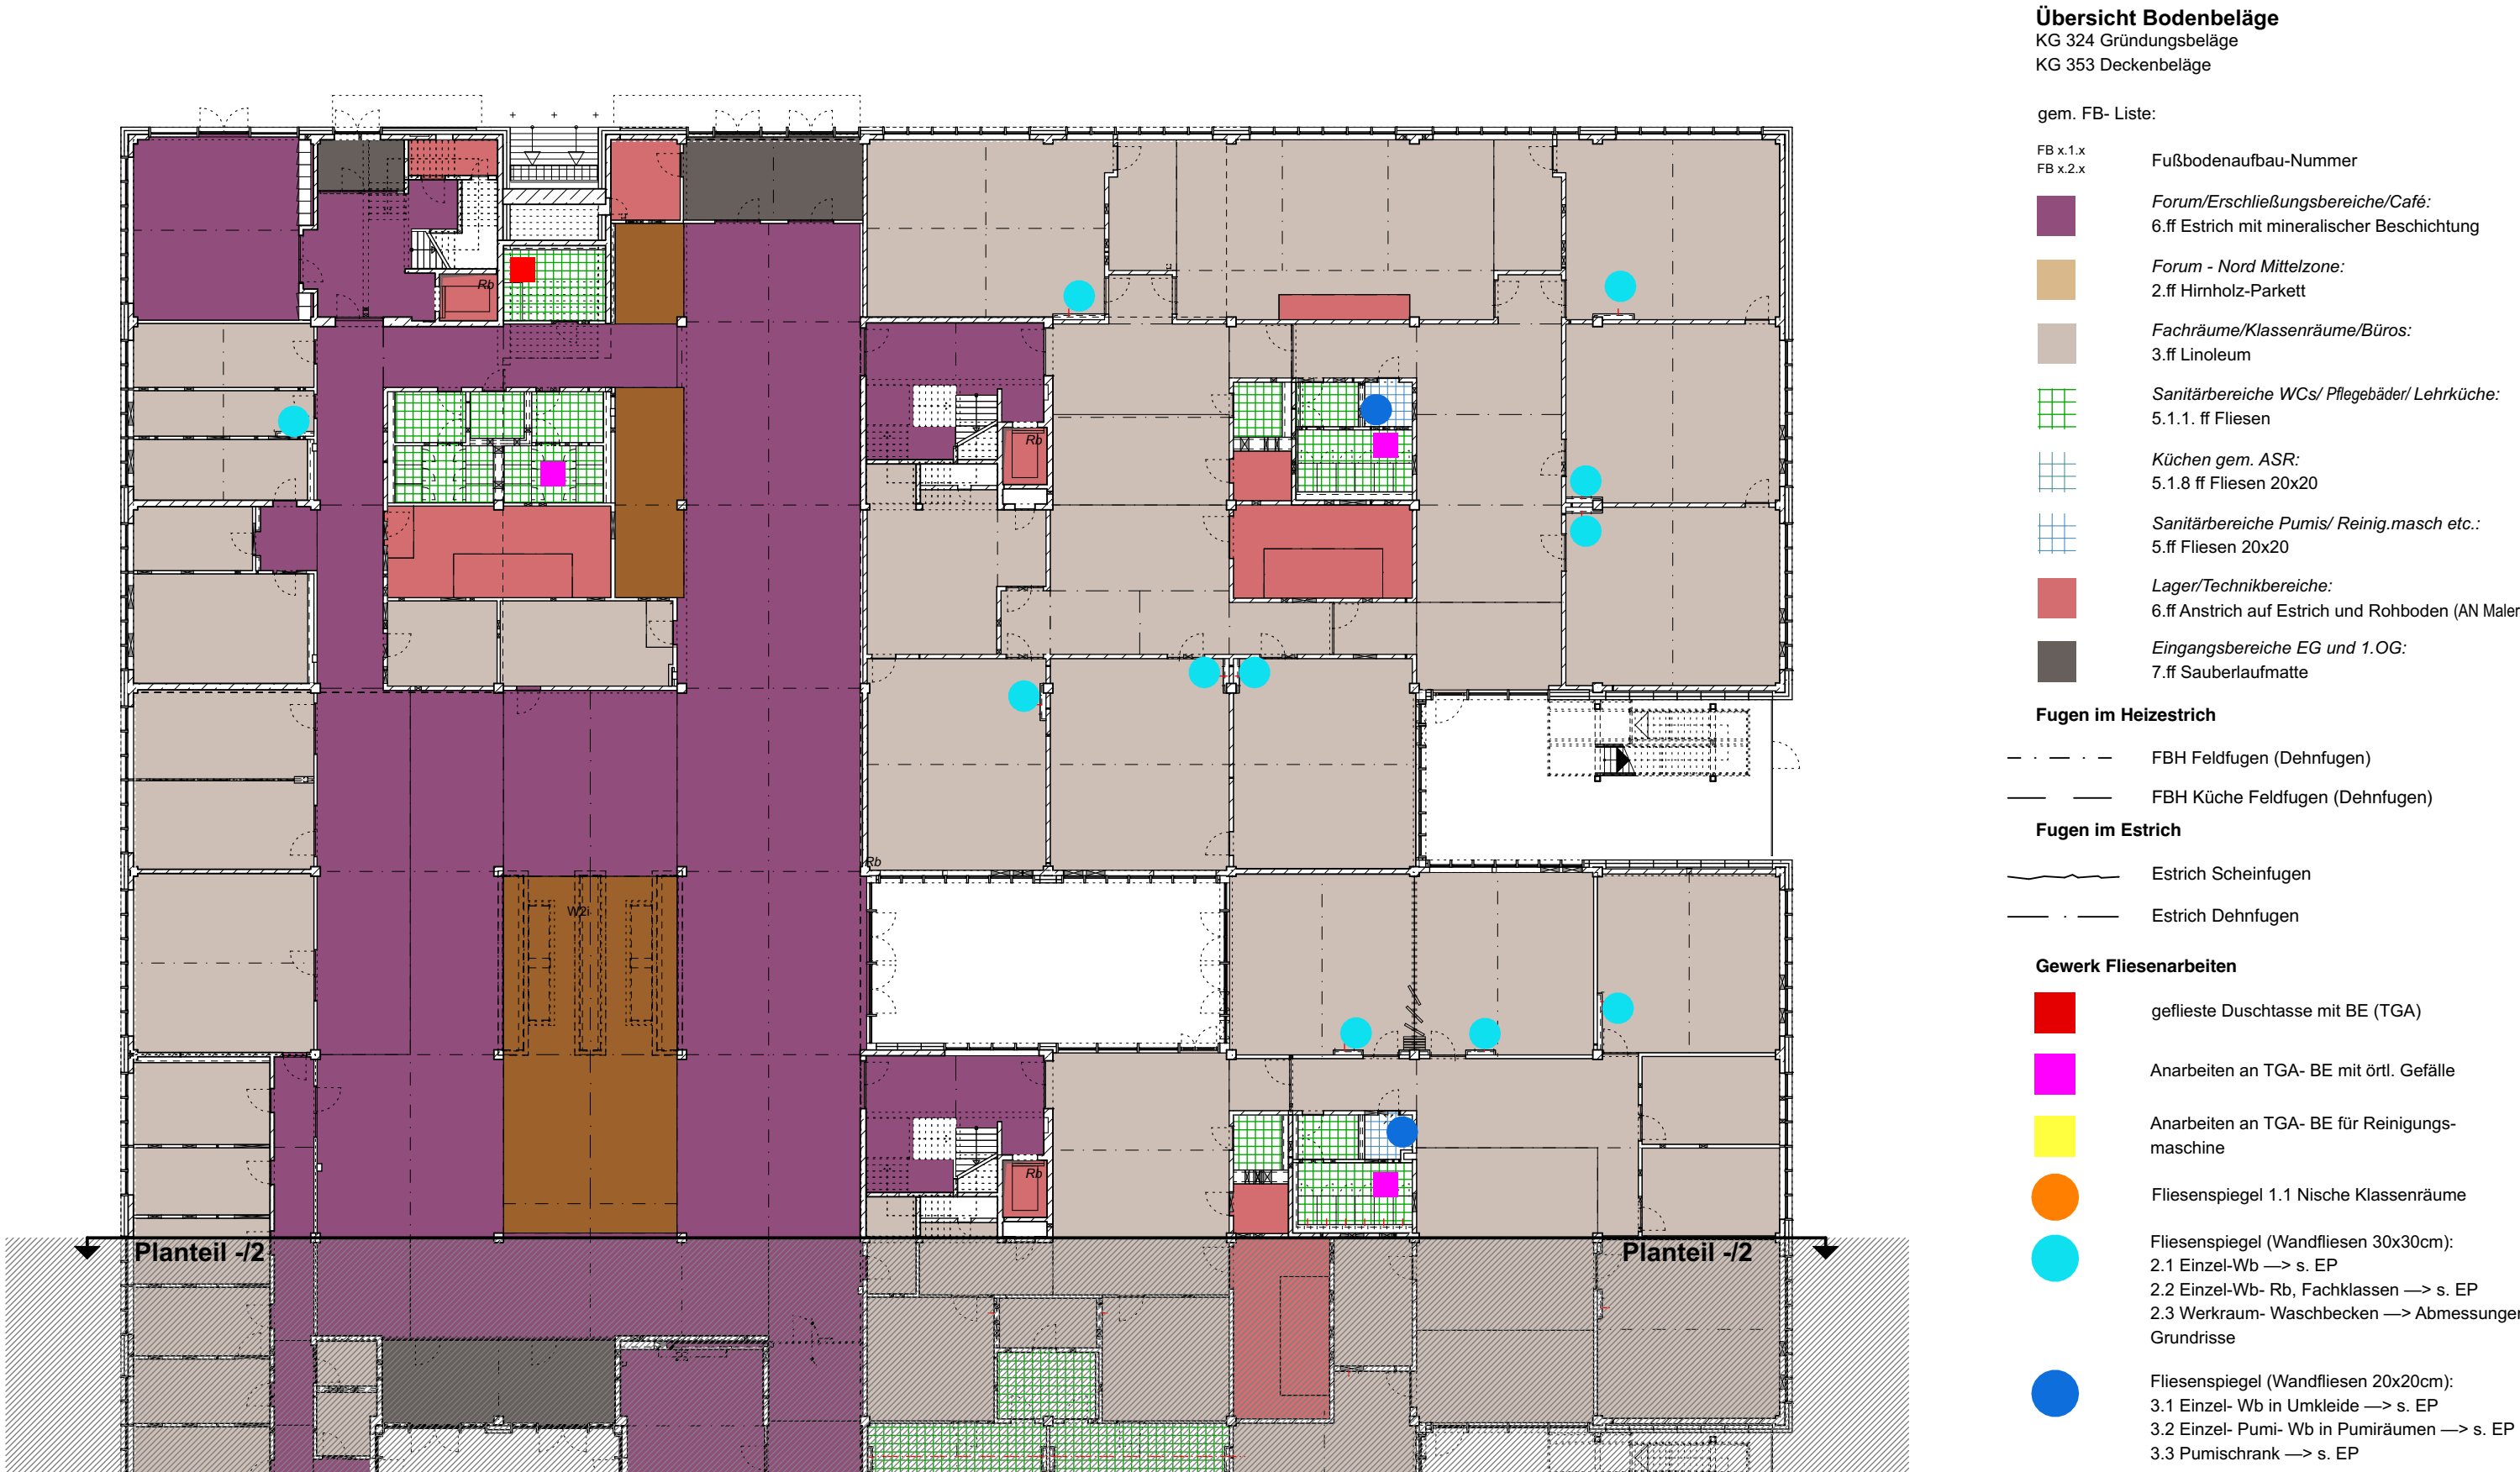 Übersicht Bodenbeläge
KG 324 Gründungsbeläge
KG 353 Deckenbeläge
gem. FB- Liste:
FB x.1.x
FB x.2.x
Fußbodenaufbau-Nummer
Forum/Erschließungsbereiche/Café:
6.ff Estrich mit mineralischer Beschichtung
Forum - Nord Mittelzone:
2.ff Hirnholz-Parkett
Fachräume/Klassenräume/Büros:
3.ff Linoleum
Sanitärbereiche WCs/ Pflegebäder/ Lehrküche:
5.1.1. ff Fliesen
Küchen gem. ASR:
5.1.8 ff Fliesen 20x20
Sanitärbereiche Pumis/ Reinig.masch etc.:
5.ff Fliesen 20x20
Lager/Technikbereiche:
6.ff Anstrich auf Estrich und Rohboden (AN Maler
Eingangsbereiche EG und 1.OG:
7.ff Sauberlaufmatte
Fugen im Heizestrich
FBH Feldfugen (Dehnfugen)
FBH Küche Feldfugen (Dehnfugen)
Fugen im Estrich
Estrich Scheinfugen
Estrich Dehnfugen
Gewerk Fliesenarbeiten
geflieste Duschtasse mit BE (TGA)
Anarbeiten an TGA- BE mit örtl. Gefälle
Anarbeiten an TGA- BE für Reinigungs-
maschine
Fliesenspiegel 1.1 Nische Klassenräume
Fliesenspiegel (Wandfliesen 30x30cm):
2.1 Einzel-Wb —> s. EP
2.2 Einzel-Wb- Rb, Fachklassen —> s. EP
2.3 Werkraum- Waschbecken —> Abmessungen
Grundrisse
Fliesenspiegel (Wandfliesen 20x20cm):
3.1 Einzel- Wb in Umkleide —> s. EP
3.2 Einzel- Pumi- Wb in Pumiräumen —> s. EP
3.3 Pumischrank —> s. EP
Rb
Rb
Rb
W2i
Rb
Planteil -/2
Planteil -/2